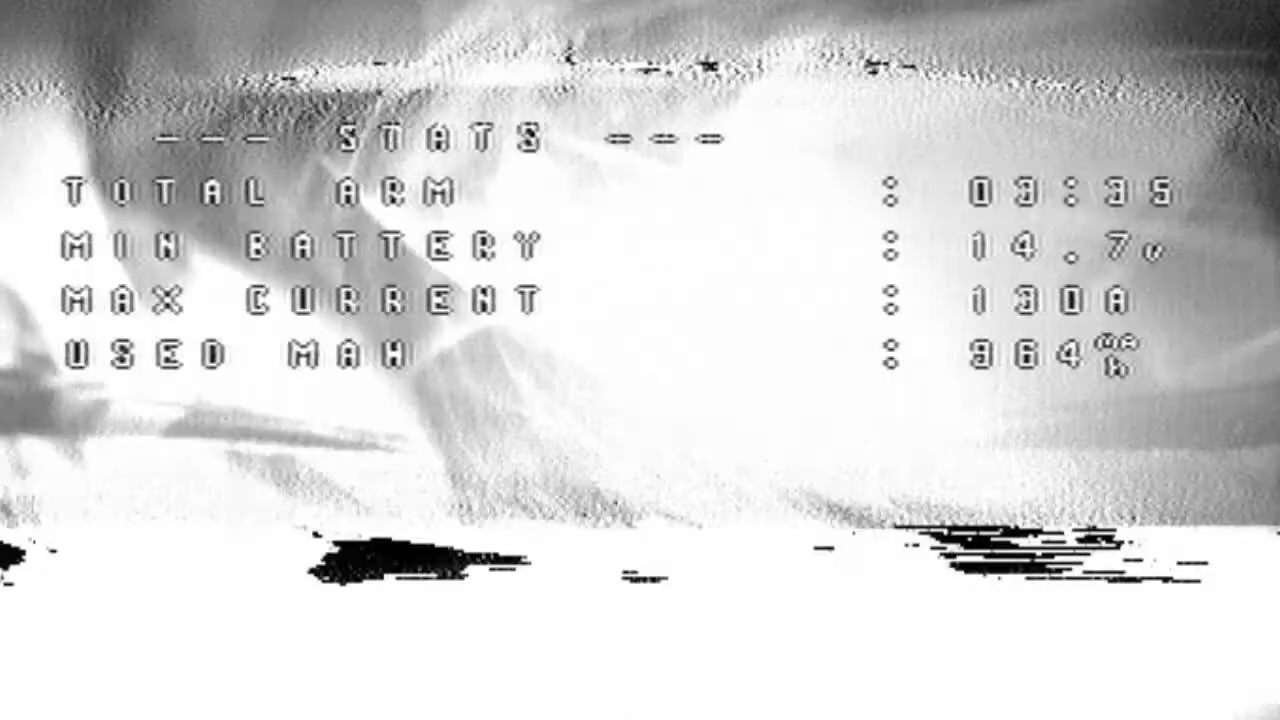 --- STATS ---
TOTAL ARM : 03:35
MIN BATTERY : 14.7v
MAX CURRENT : 130A
USED MAH : 964mAh